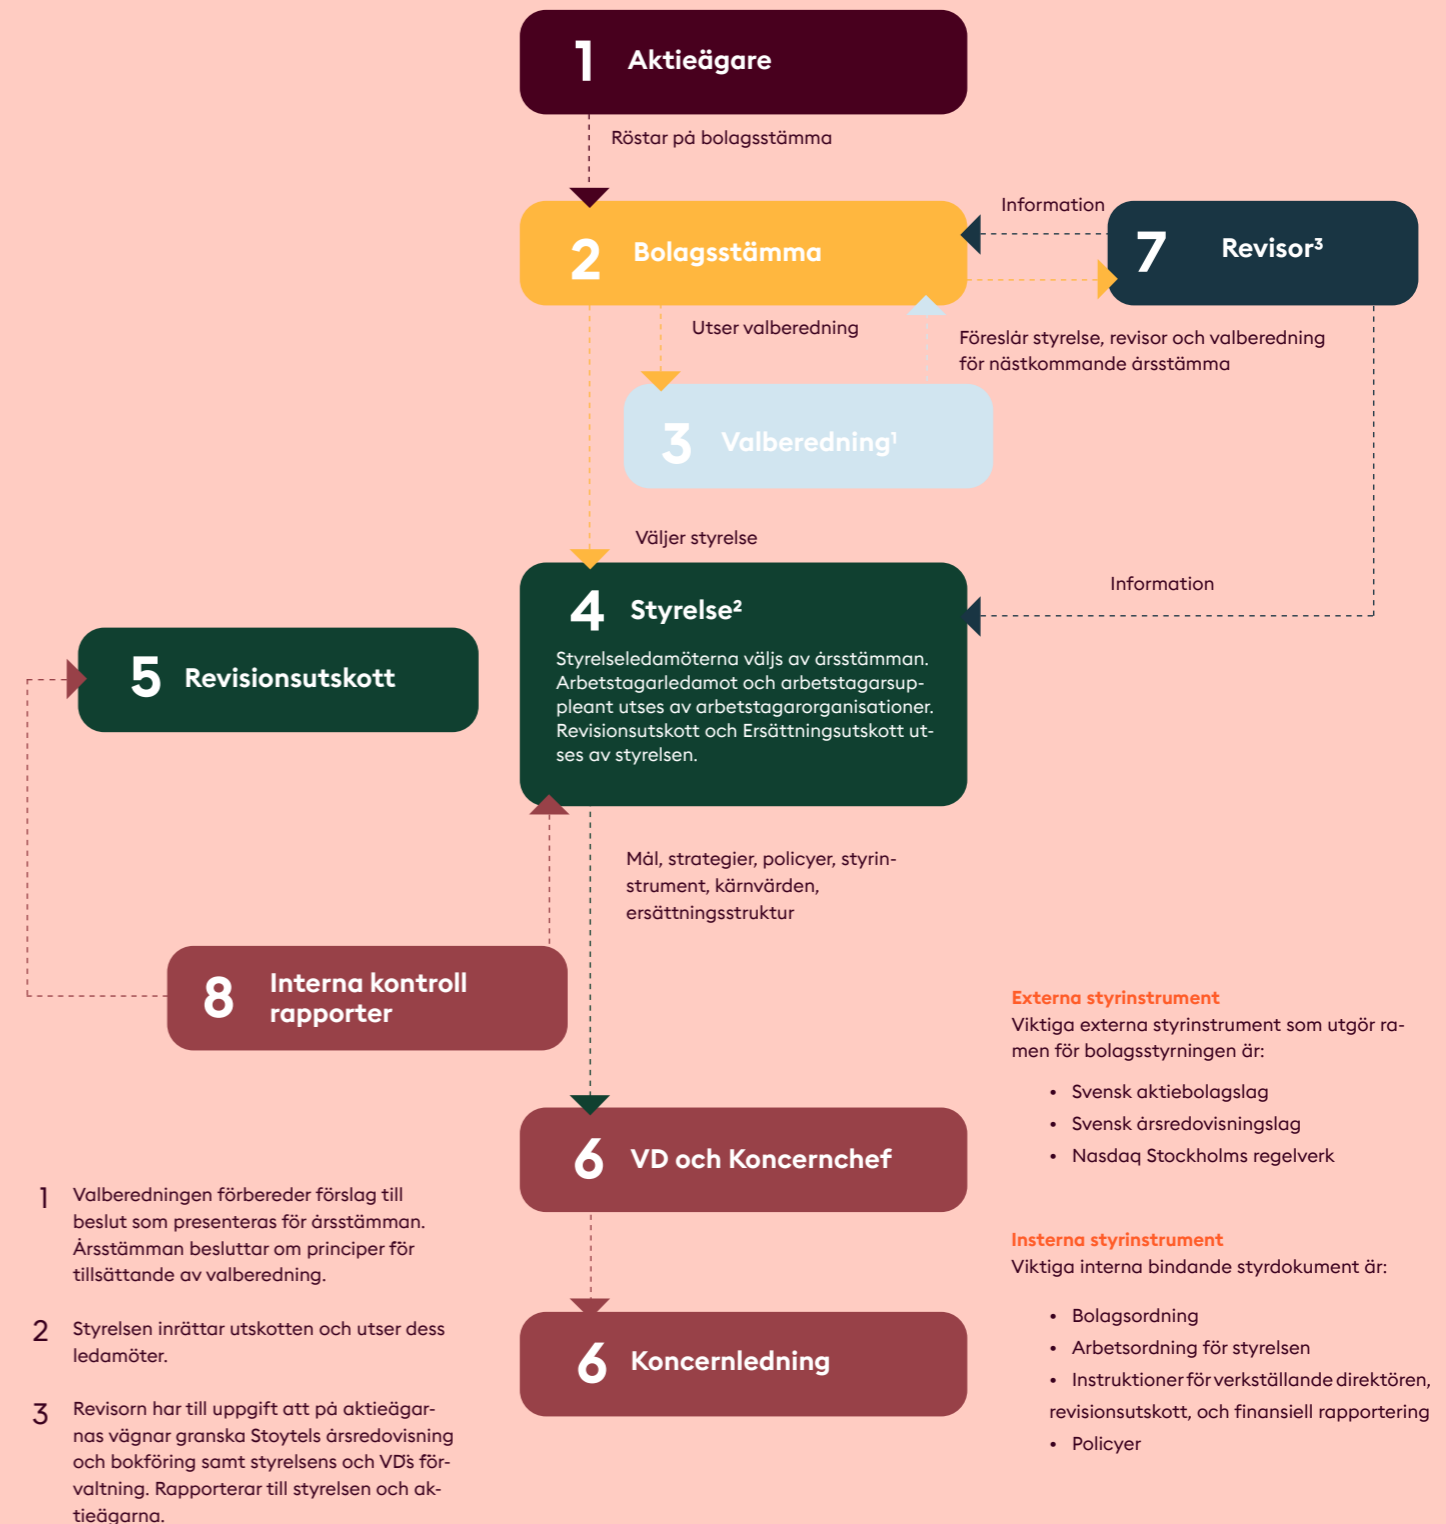 1 Aktieägare
Röstar på bolagsstämma
2 Bolagsstämma
Information
7 Revisor³
Utser valberedning
Föreslår styrelse, revisor och valberedning
för nästkommande årsstämma
3 Valberedning¹
Väljer styrelse
4 Styrelse²
Styrelseledamöterna väljs av årsstämman.
Arbetstagarledamot och arbetstagarsup-
pleant utses av arbetstagarorganisationer.
Revisionsutskott och Ersättningsutskott ut-
ses av styrelsen.
Information
5 Revisionsutskott
Mål, strategier, policyer, styrin-
strument, kärnvärden,
ersättningsstruktur
8 Interna kontroll
rapporter
6 VD och Koncernchef
6 Koncernledning
1 Valberedningen förbereder förslag till
beslut som presenteras för årsstämman.
Årsstämman besluttar om principer för
tillsättande av valberedning.
2 Styrelsen inrättar utskotten och utser dess
ledamöter.
3 Revisorn har till uppgift att på aktieägar-
nas vägnar granska Stoytels årsredovisning
och bokföring samt styrelsens och VD̀s för-
valtning. Rapporterar till styrelsen och ak-
tieägarna.
Externa styrinstrument
Viktiga externa styrinstrument som utgör ra-
men för bolagsstyrningen är:
• Svensk aktiebolagslag
• Svensk årsredovisningslag
• Nasdaq Stockholms regelverk
Insterna styrinstrument
Viktiga interna bindande styrdokument är:
• Bolagsordning
• Arbetsordning för styrelsen
• Instruktioner för verkställande direktören,
revisionsutskott, och finansiell rapportering
• Policyer